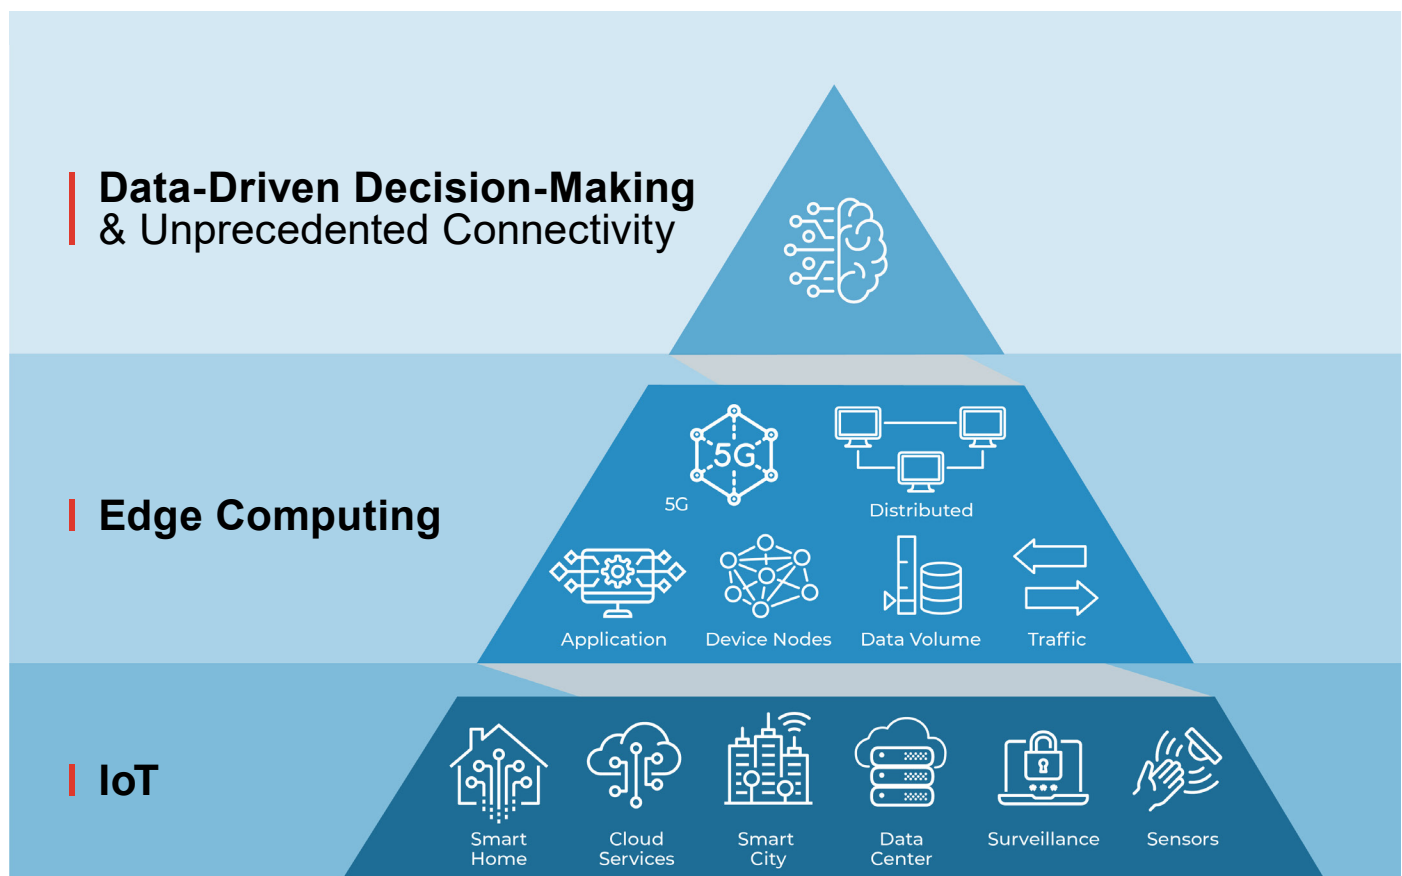 Data-Driven Decision-Making
& Unprecedented Connectivity
5G
5G
Distributed
Edge Computing
Application
Device Nodes
Data Volume
Traffic
IoT
Smart
Home
Cloud
Services
Smart
City
Data
Center
Surveillance
Sensors